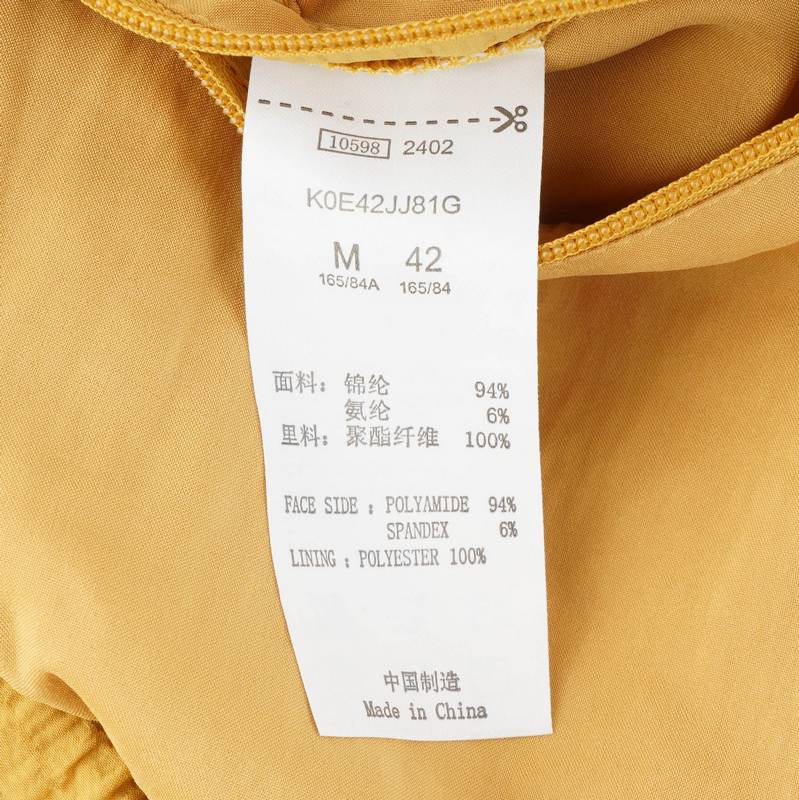 10598 2402
K0E42JJ81G
M 42
165/84A 165/84
面料：锦纶 94%
氨纶 6%
里料：聚酯纤维 100%
FACE SIDE : POLYAMIDE 94%
SPANDEX 6%
LINING : POLYESTER 100%
中国制造
Made in China